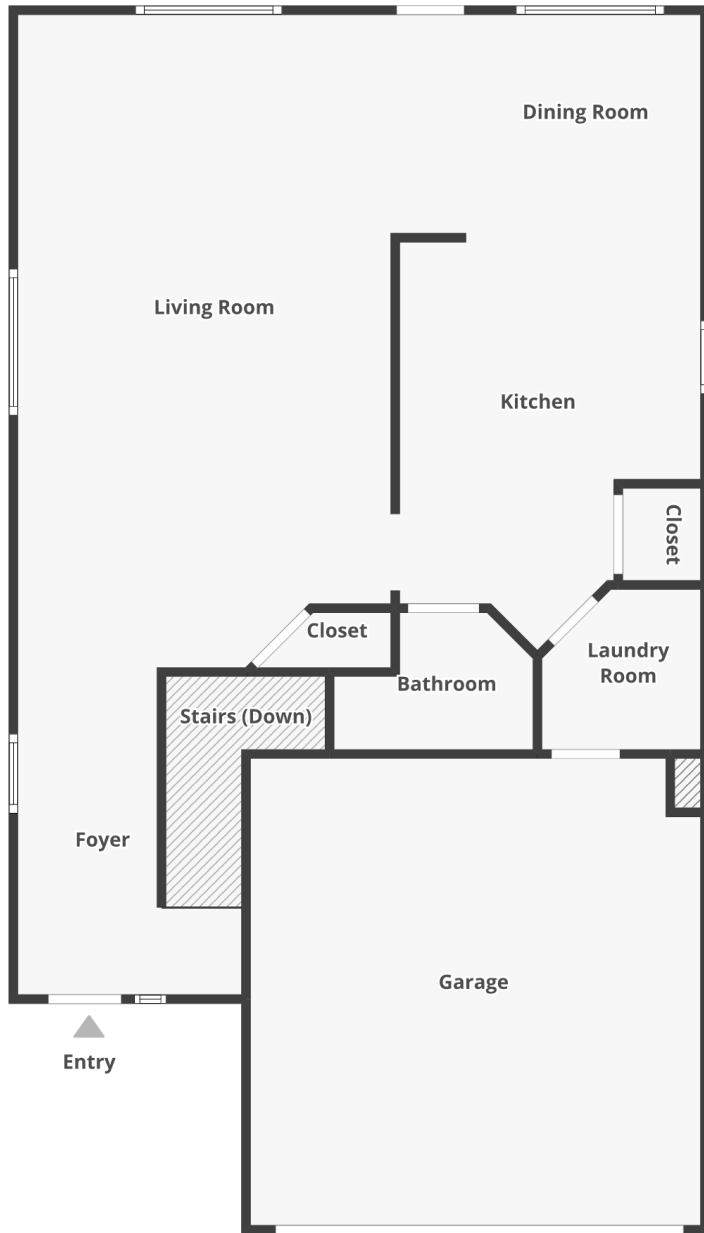 Dining Room
Living Room
Kitchen
Closet
Closet
Laundry
Room
Bathroom
Stairs (Down)
Foyer
Garage
Entry